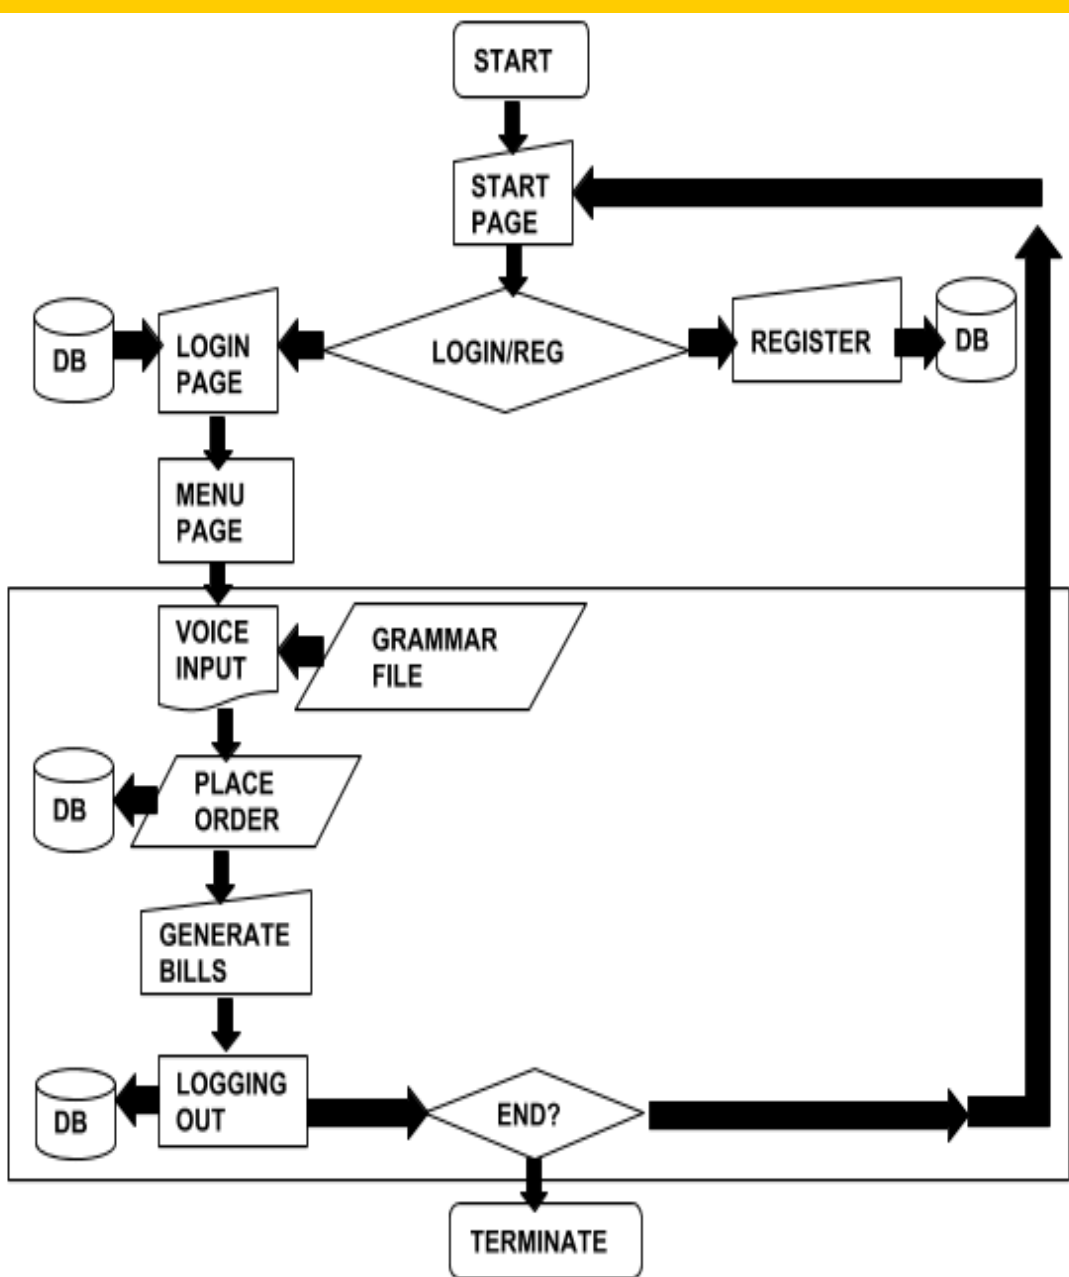 START
START
PAGE
DB
LOGIN
PAGE
LOGIN/REG
REGISTER
DB
MENU
PAGE
VOICE
INPUT
GRAMMAR
FILE
DB
PLACE
ORDER
GENERATE
BILLS
DB
LOGGING
OUT
END?
TERMINATE